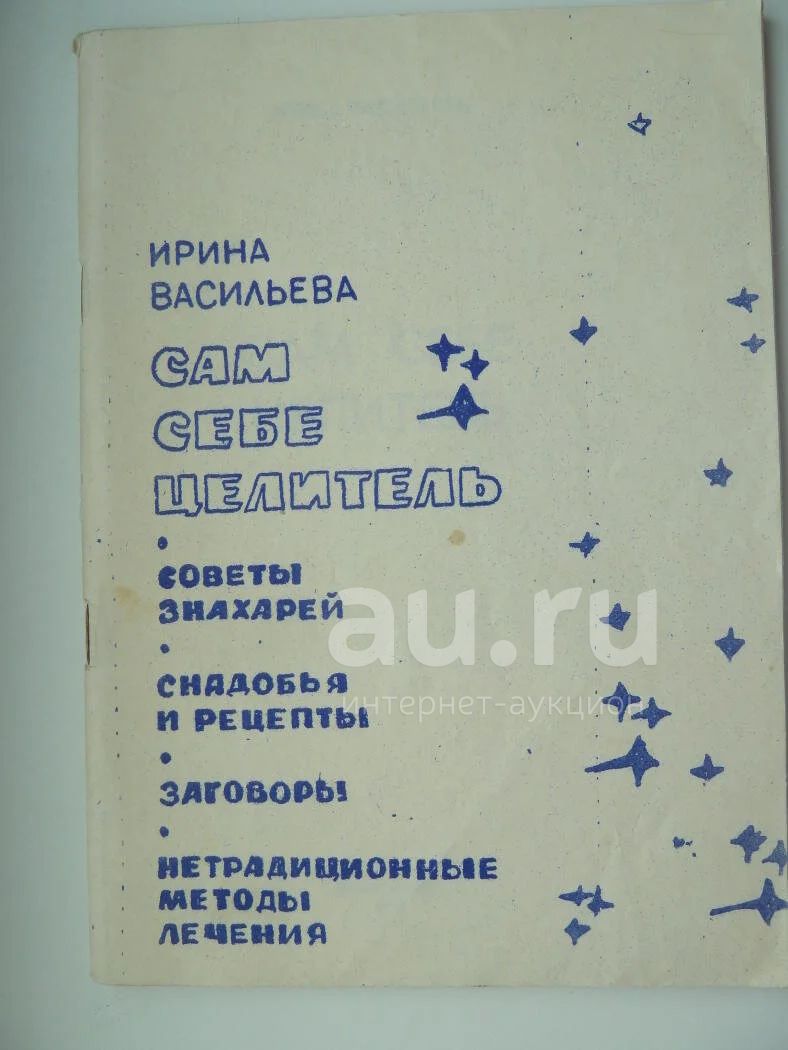 ИРИНА
ВАСИЛЬЕВА
САМ
СЕБЕ
ЦЕЛИТЕЛЬ
•
СОВЕТЫ
ЗНАХАРЕЙ
•
СНАДОБЬЯ
И РЕЦЕПТЫ
•
ЗАГОВОРЫ
•
НЕТРАДИЦИОННЫЕ
МЕТОДЫ
ЛЕЧЕНИЯ
au.ru
интернет-аукцион